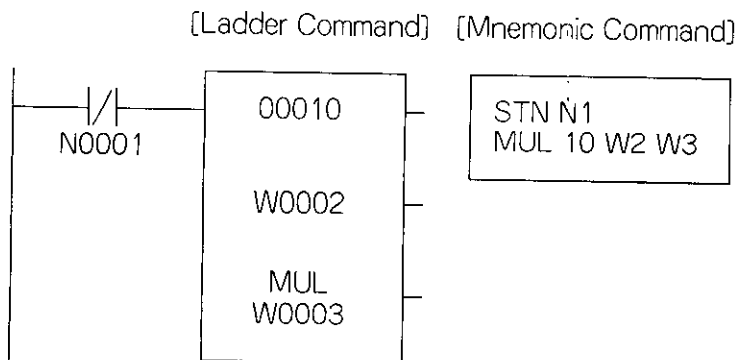 [Ladder Command] [Mnemonic Command]
00010
N0001
W0002
MUL
W0003
STN N1
MUL 10 W2 W3